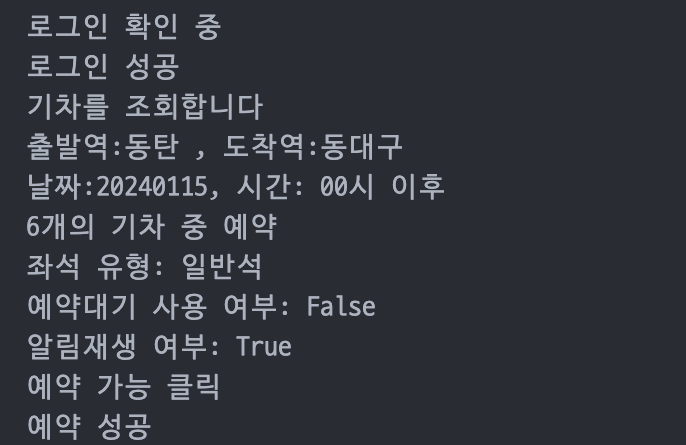 로그인 확인 중
로그인 성공
기차를 조회합니다
출발역:동탄 , 도착역:동대구
날짜:20240115, 시간: 00시 이후
6개의 기차 중 예약
좌석 유형: 일반석
예약대기 사용 여부: False
알림재생 여부: True
예약 가능 클릭
예약 성공